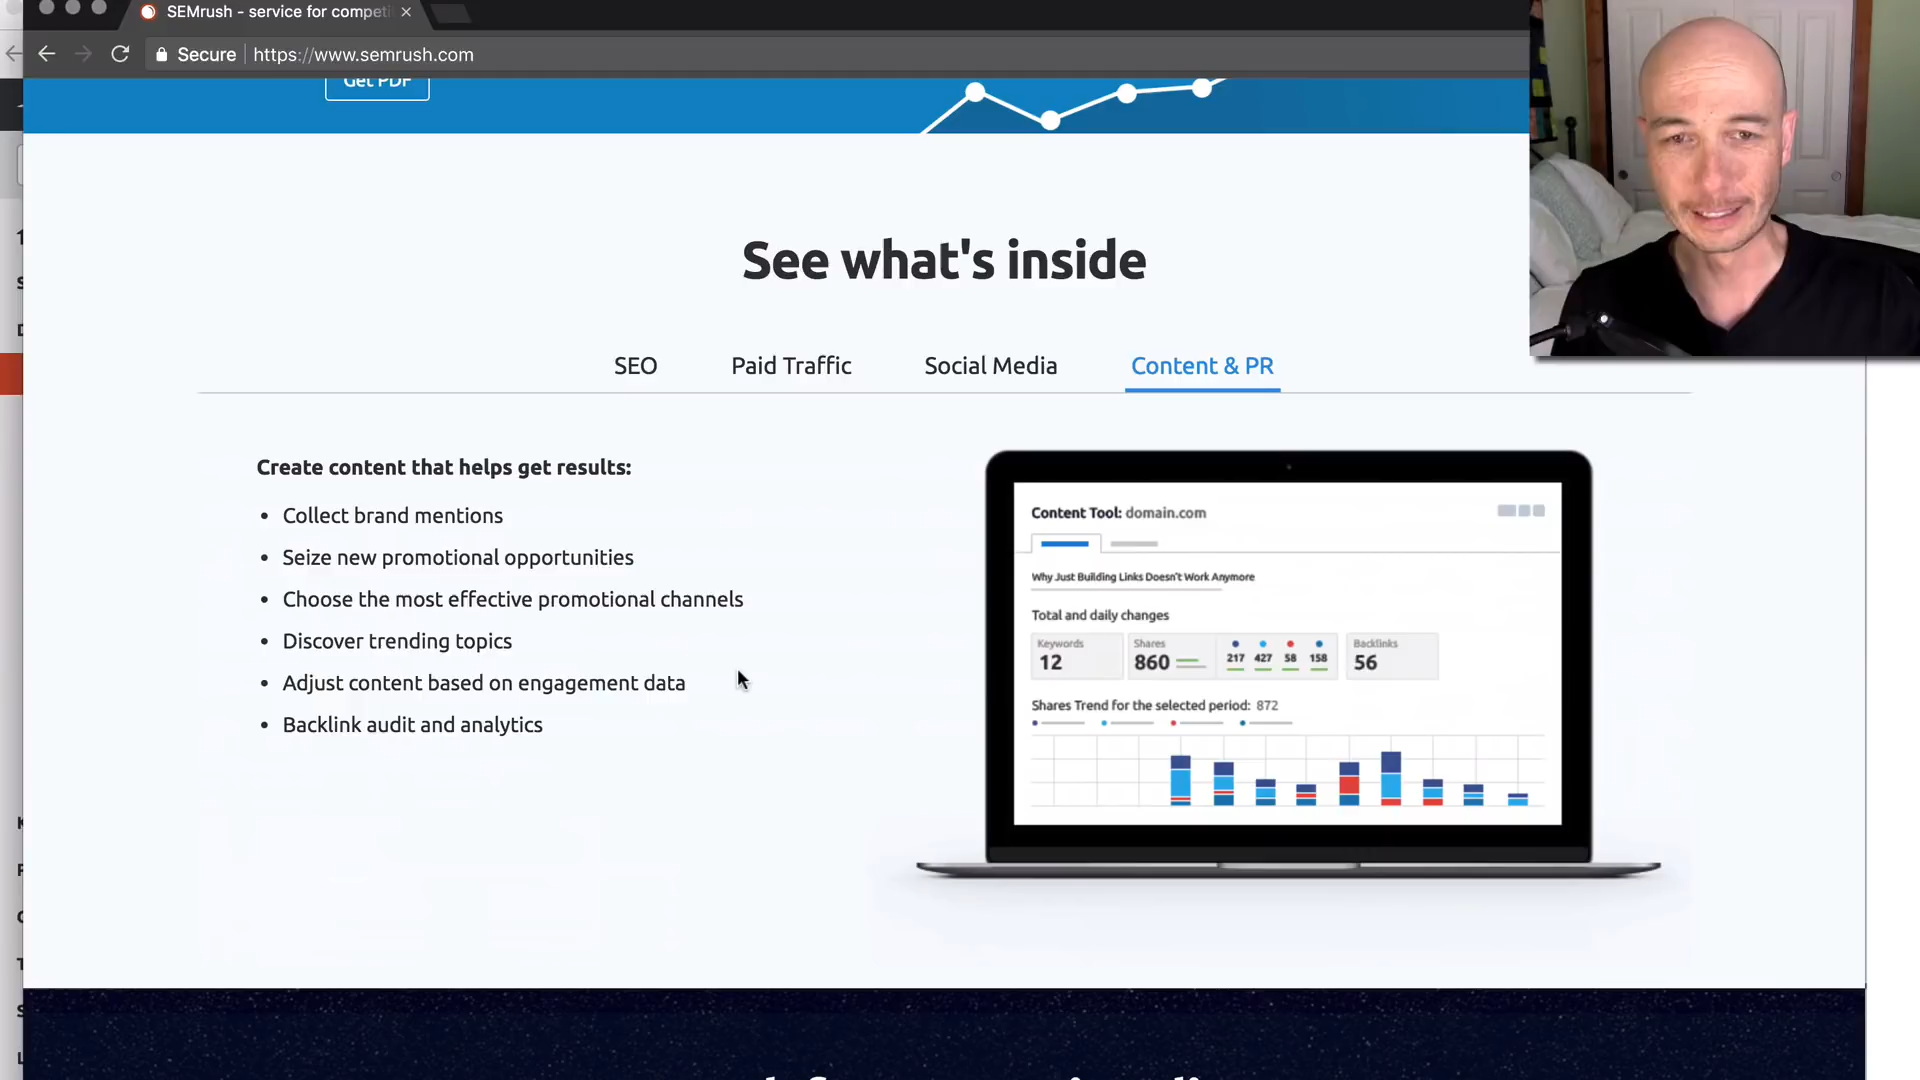 SEMrush - service for competi
Secure
https://www.semrush.com
Get PDF
See what's inside
SEO
Paid Traffic
Social Media
Content & PR
Create content that helps get results:
• Collect brand mentions
• Seize new promotional opportunities
• Choose the most effective promotional channels
• Discover trending topics
• Adjust content based on engagement data
• Backlink audit and analytics
Content Tool: domain.com
Why Just Building Links Doesn't Work Anymore
Total and daily changes
Keywords
12
Shares
860
217 427 58 158
Backlinks
56
Shares Trend for the selected period: 872